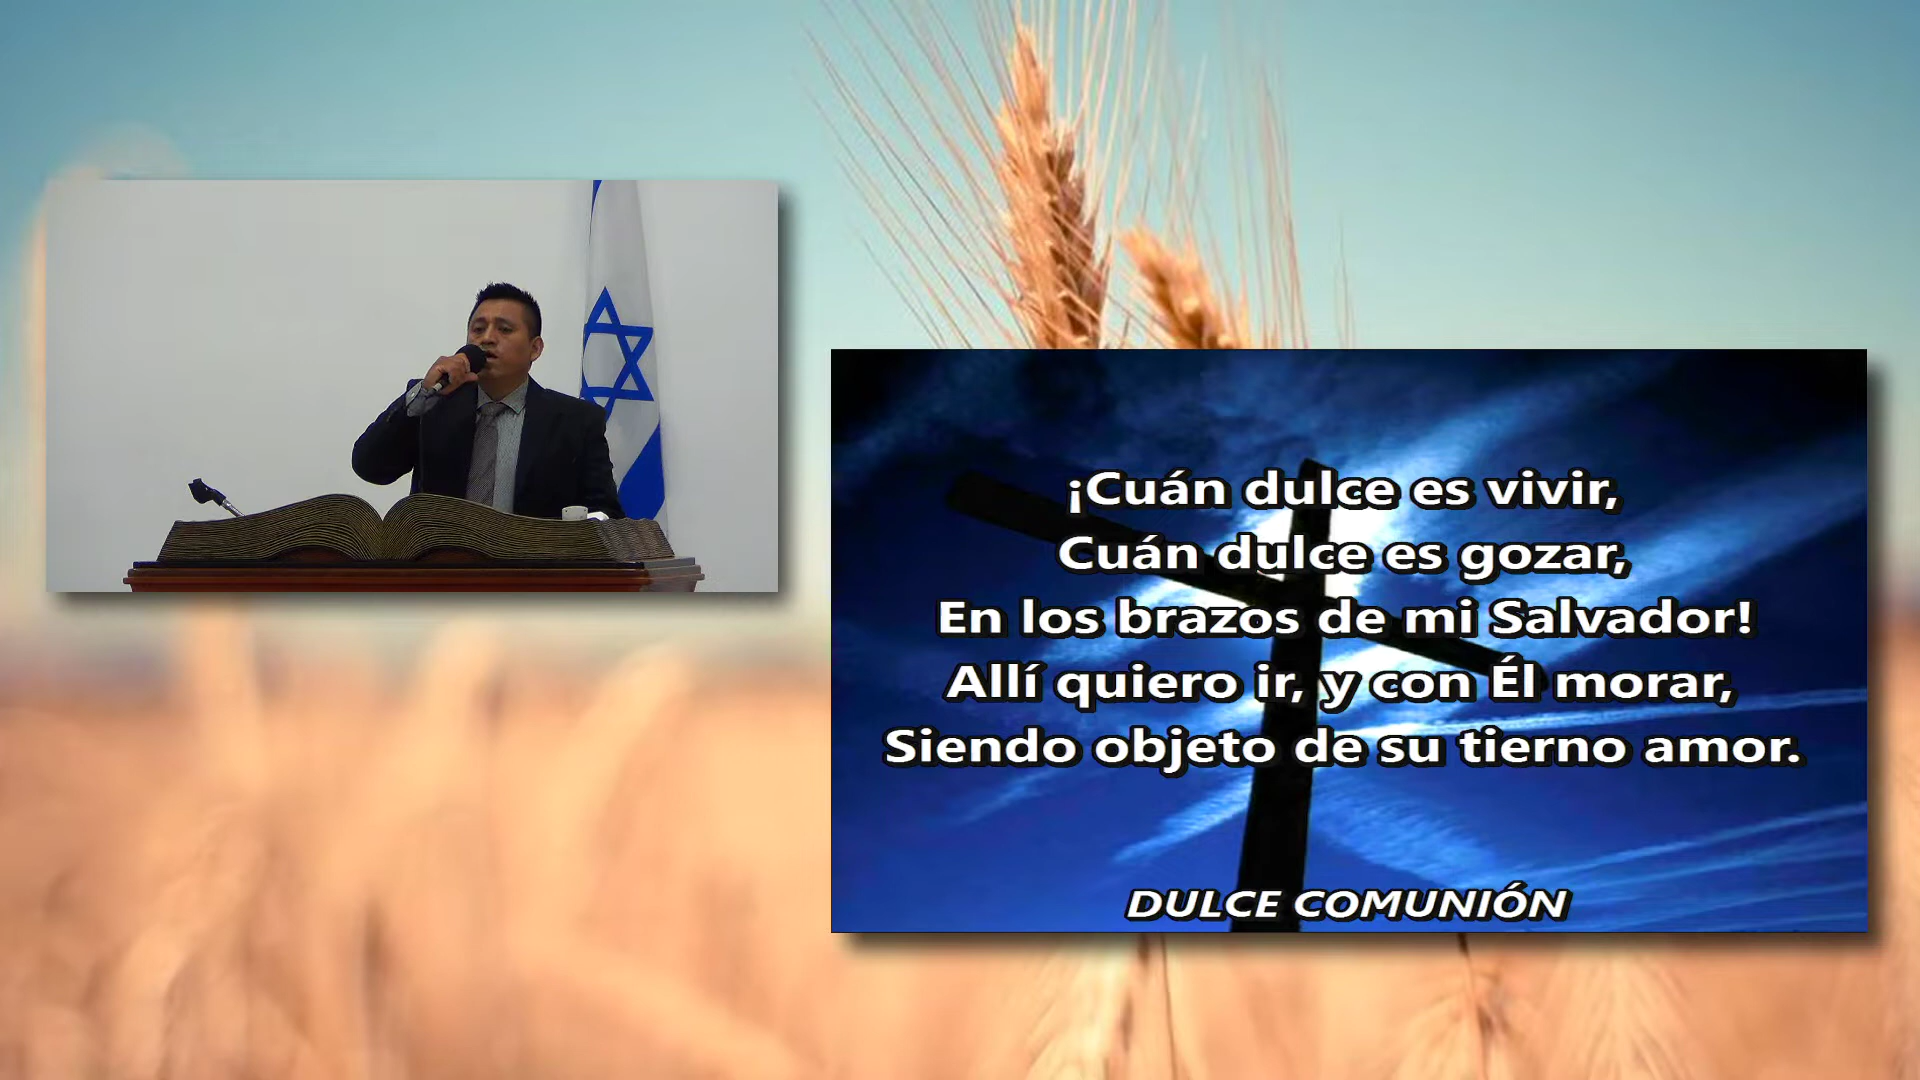 ¡Cuán dulce es vivir,
Cuán dulce es gozar,
En los brazos de mi Salvador!
Allí quiero ir, y con Él morar,
Siendo objeto de su tierno amor.
DULCE COMUNIÓN